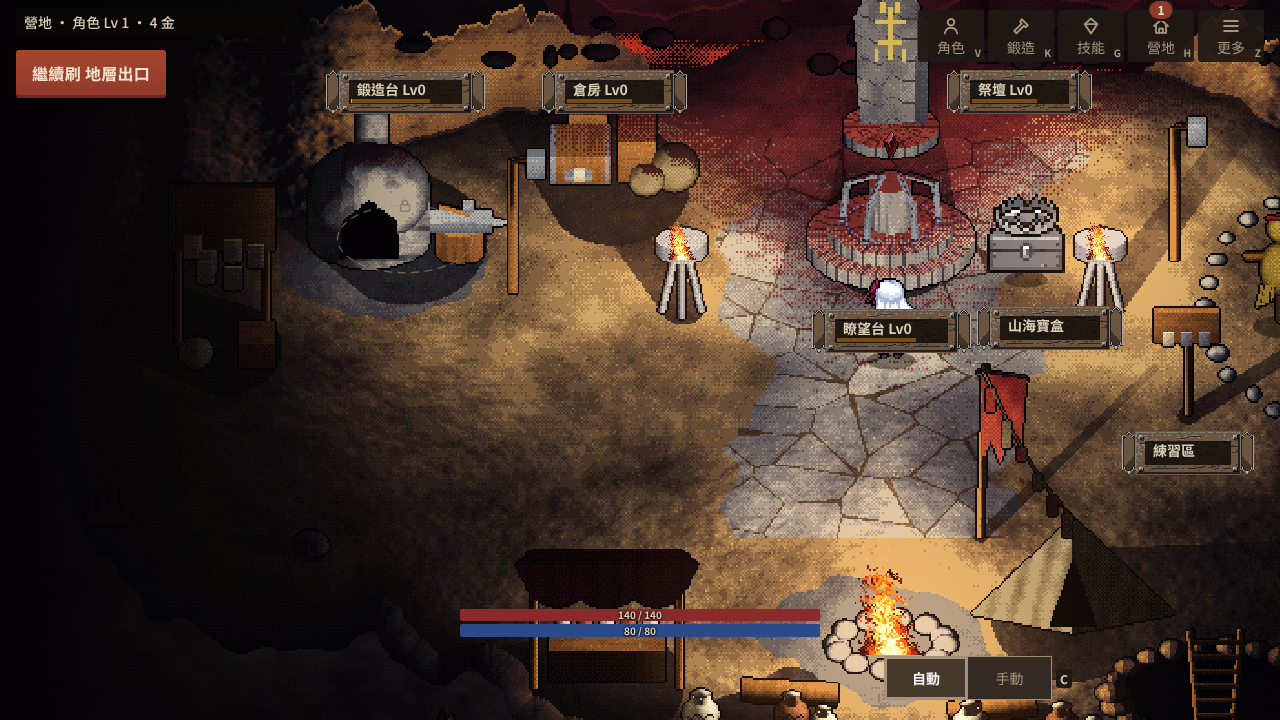 營地 · 角色 Lv 1 · 4 金
繼續刷 地層出口
角色 V
鍛造 K
技能 G
1
營地 H
更多 Z
鍛造台 Lv0
倉房 Lv0
祭壇 Lv0
瞭望台 Lv0
山海寶盒
練習區
140 / 140
80 / 80
自動
手動
C